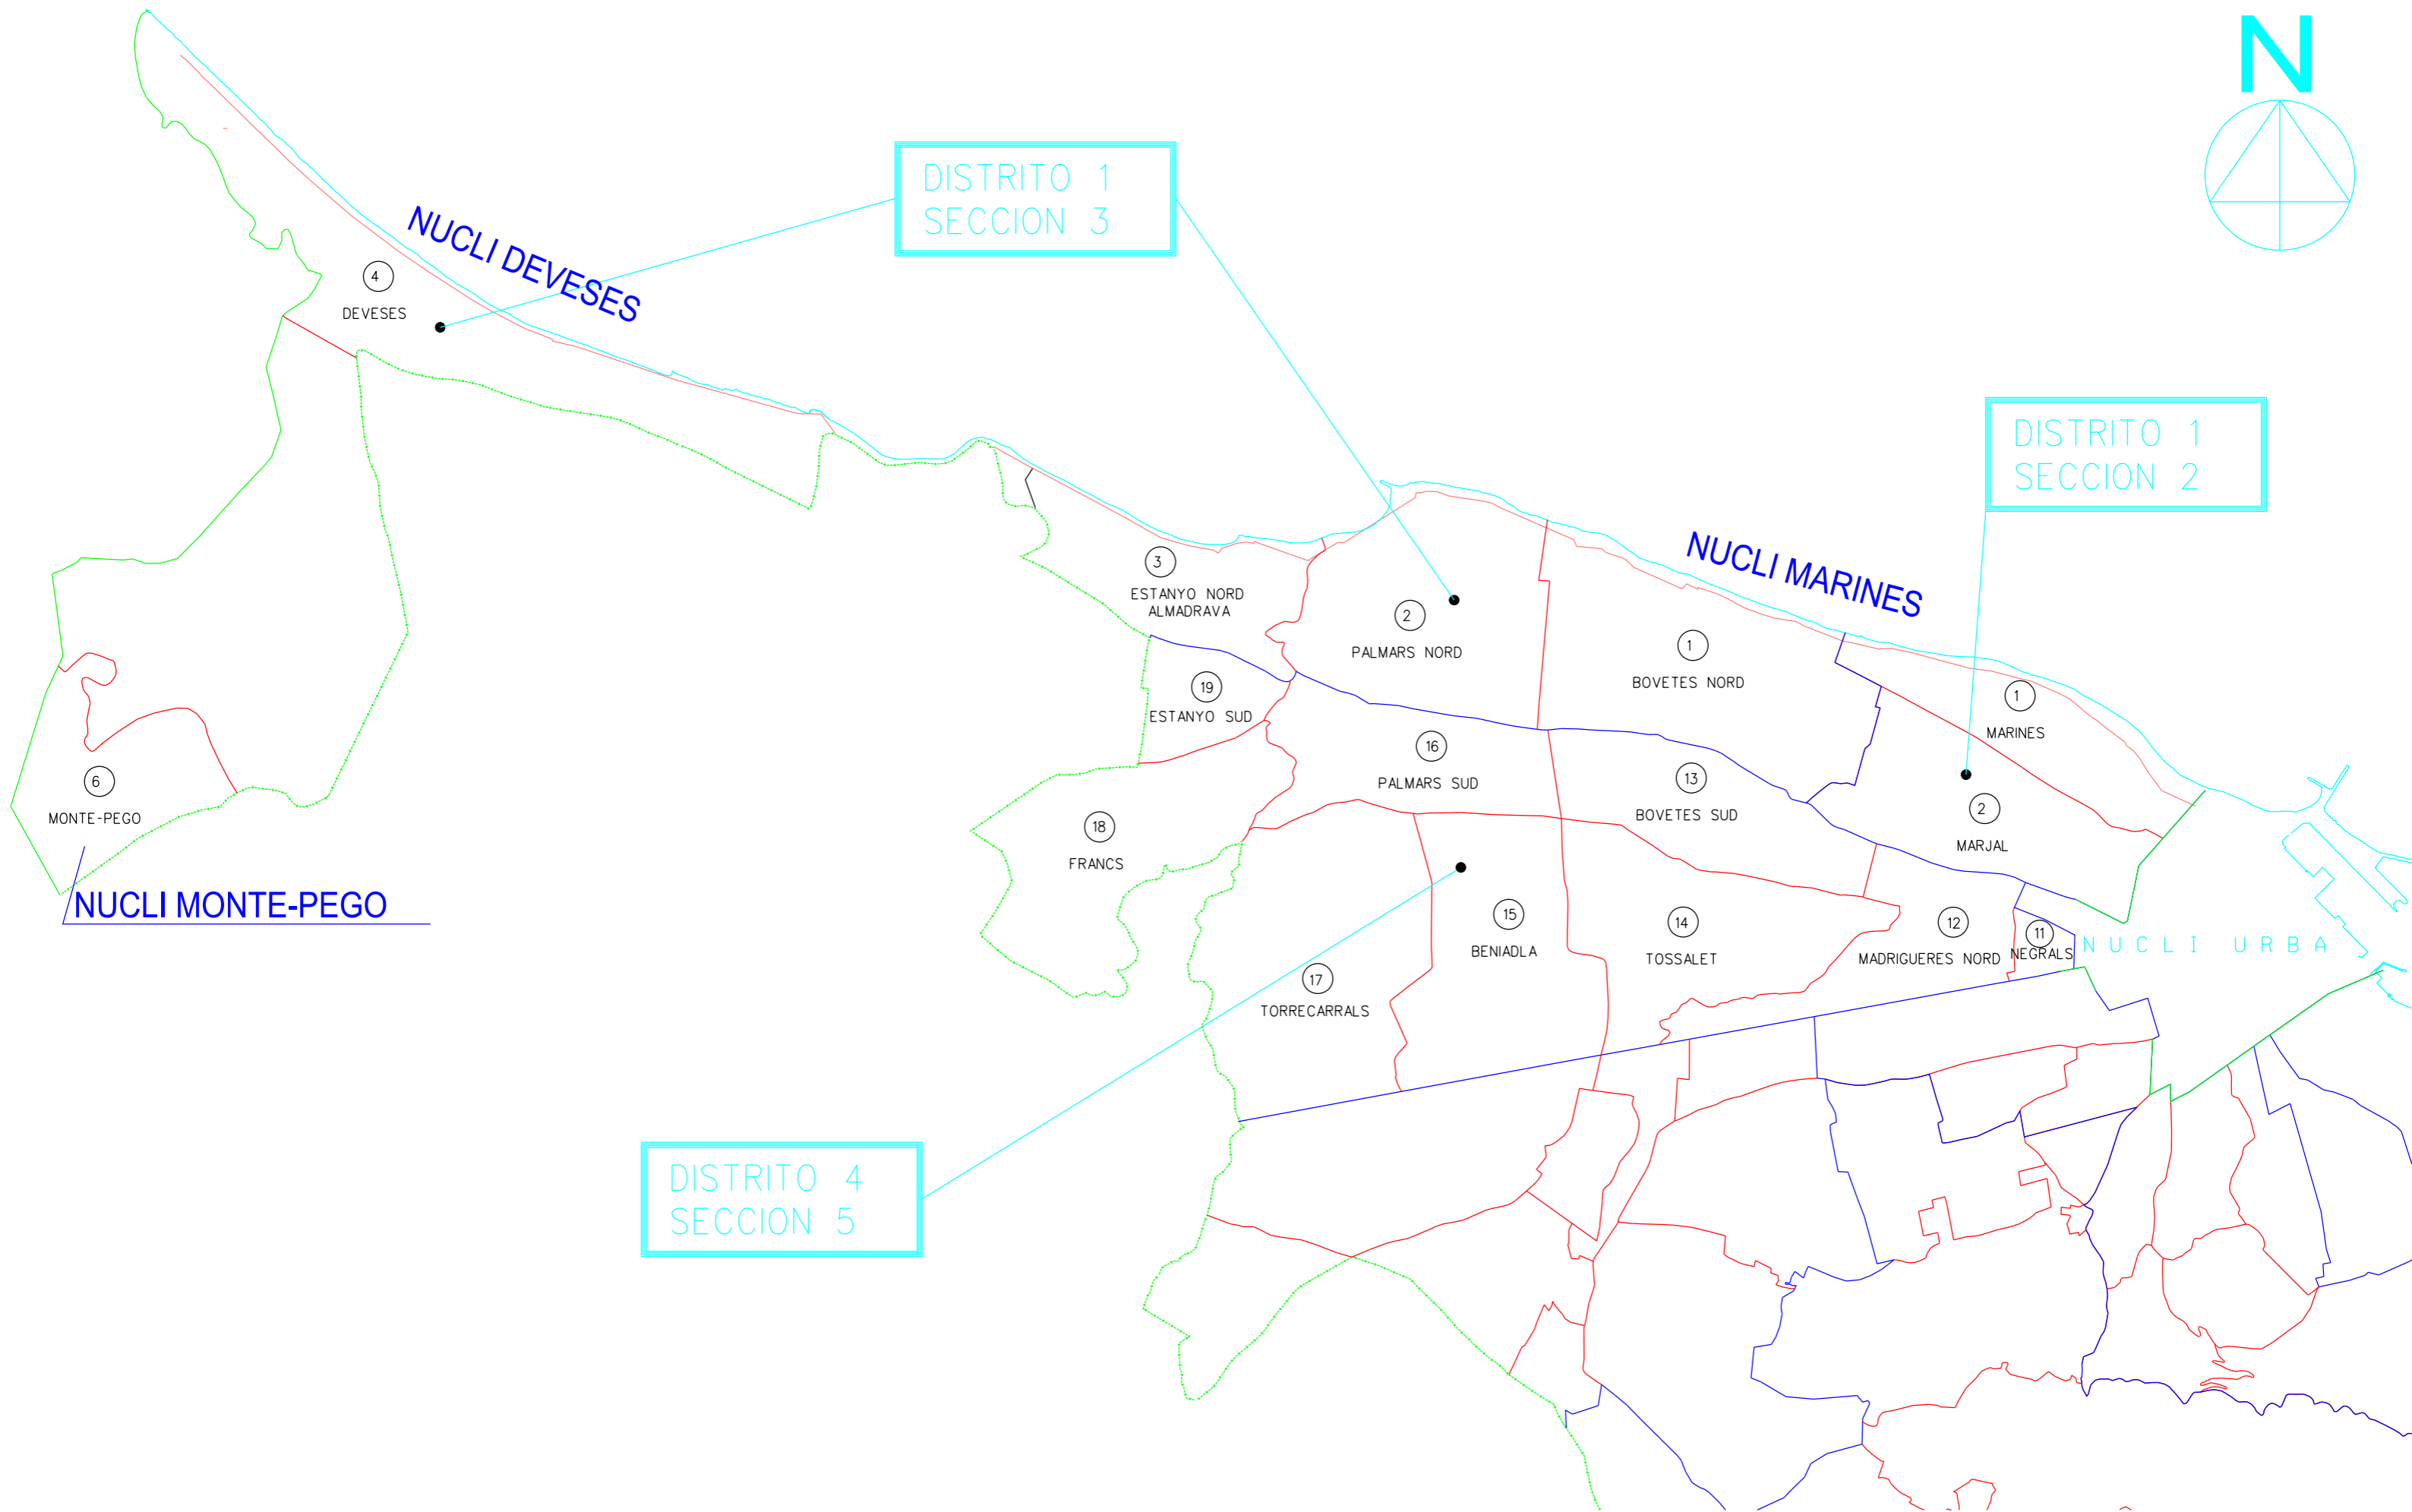 N
DISTRITO 1
SECCION 3
NUCLI DEVESES
4
DEVESES
DISTRITO 1
SECCION 2
NUCLI MARINES
3
ESTANYO NORD
ALMADRAVA
2
PALMARS NORD
1
BOVETES NORD
19
ESTANYO SUD
1
MARINES
16
PALMARS SUD
13
BOVETES SUD
6
MONTE-PEGO
2
MARJAL
18
FRANCS
NUCLI MONTE-PEGO
15
BENIADLA
14
TOSSALET
12
MADRIGUERES NORD
11
NEGRALS
NUCLI URBA
17
TORRECARRALS
DISTRITO 4
SECCION 5